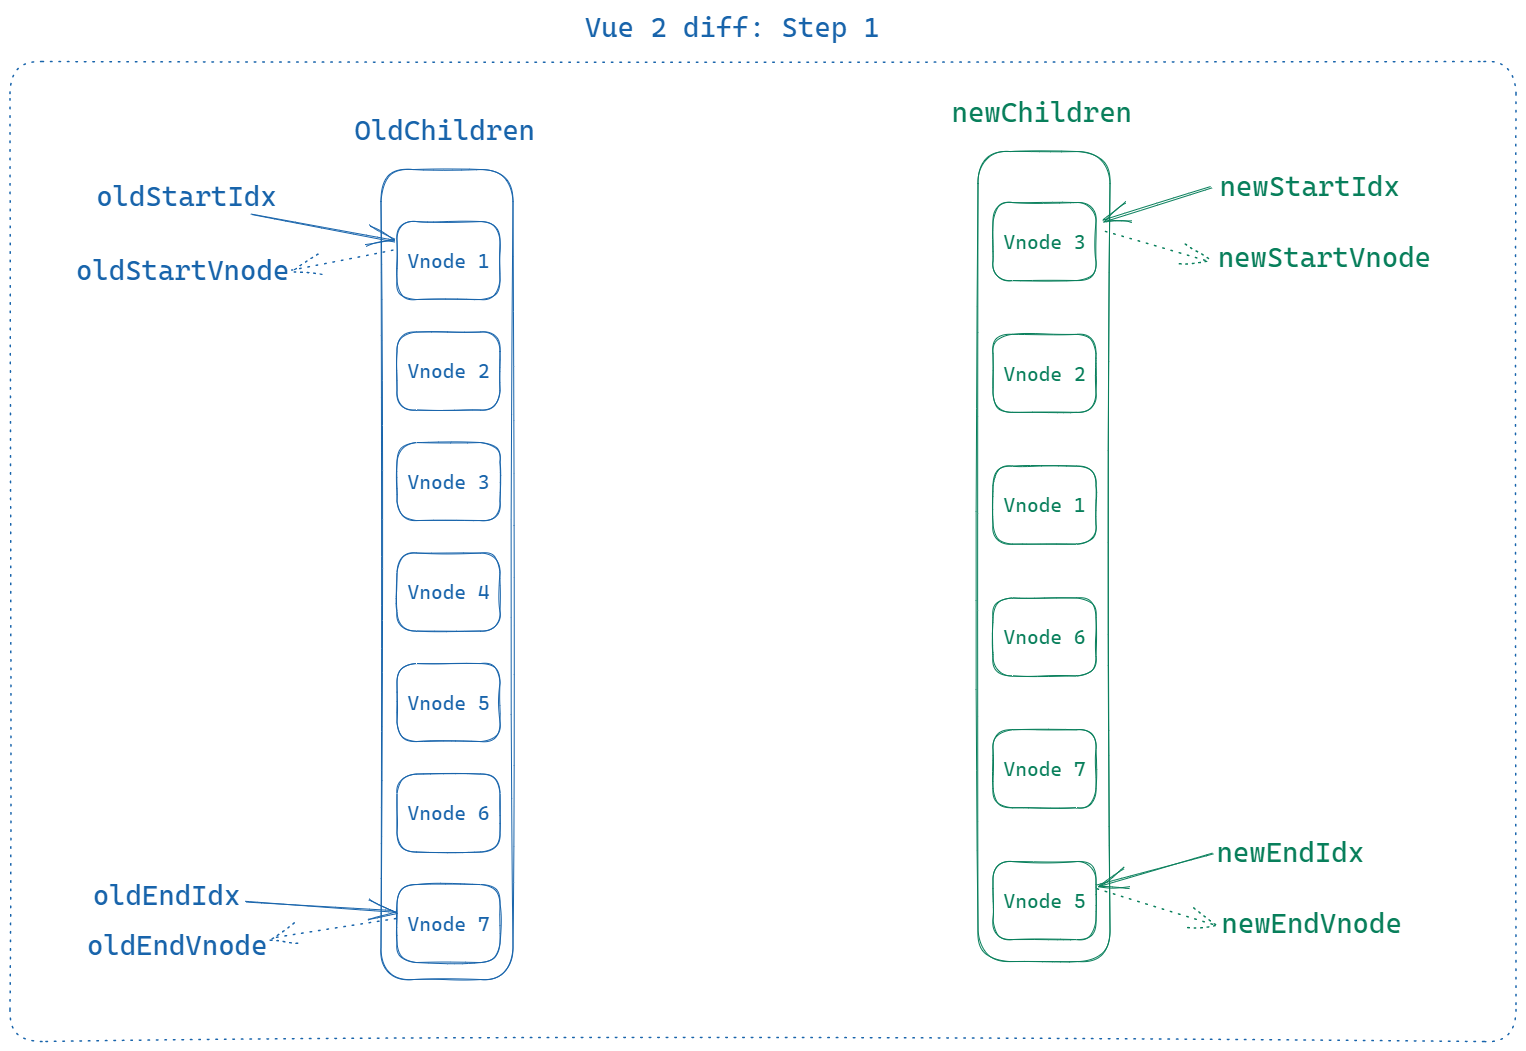 Vue 2 diff: Step 1
OldChildren
oldStartIdx
oldStartVnode
Vnode 1
Vnode 2
Vnode 3
Vnode 4
Vnode 5
Vnode 6
Vnode 7
oldEndIdx
oldEndVnode
newChildren
newStartIdx
newStartVnode
Vnode 3
Vnode 2
Vnode 1
Vnode 6
Vnode 7
Vnode 5
newEndIdx
newEndVnode